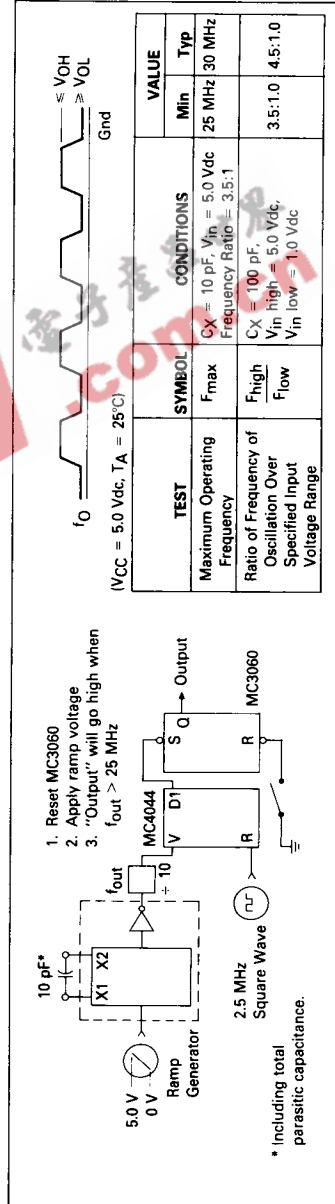 1. Reset MC3060
2. Apply ramp voltage
3. "Output" will go high when
fout > 25 MHz
10 pF*
X1 X2
5.0 V
0 V
Ramp
Generator
fout
÷ 10
MC4044
V D1
R
2.5 MHz
Square Wave
S Q
R
Output
MC3060
* Including total
parasitic capacitance.
fO
≤ VOH
≥ VOL
Gnd
(VCC = 5.0 Vdc, TA = 25°C)
TEST SYMBOL CONDITIONS VALUE
Min Typ
Maximum Operating Frequency Fmax CX = 10 pF, Vin = 5.0 Vdc 25 MHz 30 MHz
Frequency Ratio = 3.5:1
Ratio of Frequency of Fhigh CX = 100 pF, 3.5:1.0 4.5:1.0
Oscillation Over Flow Vin high = 5.0 Vdc,
Specified Input Vin low = 1.0 Vdc
Voltage Range
.com.cn